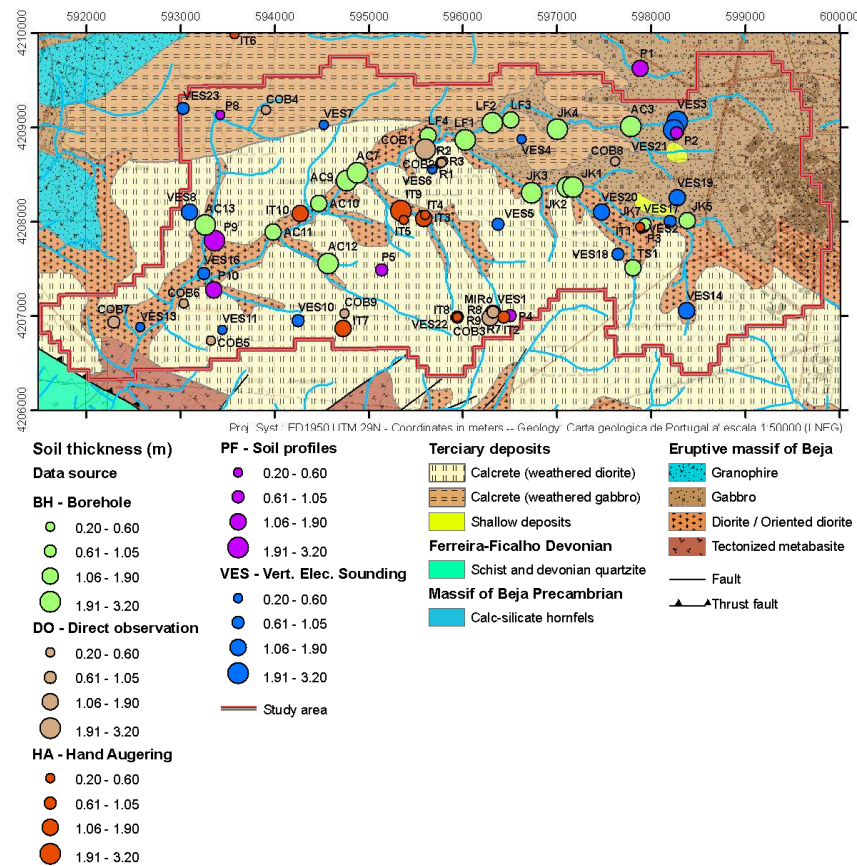 592000 593000 594000 595000 596000 597000 598000 599000 600000
4210000
4209000
4208000
4207000
4206000
IT6
P1
VES23
P8
COB4
VES7
LF4
LF2
LF3
JK4
AC3
VES3
COB1
LF1
P2
R2
VES4
VES21
COB2
R3
COB8
AC7
VES6
R1
AC9
JK3
JK1
VES19
VES8
IT9
IT4
VES20
AC13
IT10
AC10
IT3
JK2
JK7
VES17
JK5
P9
AC11
IT5
VES5
IT1
VES2
P3
AC12
VES18
TS1
VES16
P5
P10
COB6
MIRo
VES1
VES14
COB7
VES13
VES11
VES10
COB9
IT8
R8
P4
COB5
IT7
VES22
R9
R7
IT2
COB3
Proj. Syst.: ED1950 UTM 29N - Coordinates in meters -- Geology: Carta geologica de Portugal a' escala 1:50000 (LNEG)
Soil thickness (m)
Data source
BH - Borehole
0.20 - 0.60
0.61 - 1.05
1.06 - 1.90
1.91 - 3.20
DO - Direct observation
0.20 - 0.60
0.61 - 1.05
1.06 - 1.90
1.91 - 3.20
HA - Hand Augering
0.20 - 0.60
0.61 - 1.05
1.06 - 1.90
1.91 - 3.20
PF - Soil profiles
0.20 - 0.60
0.61 - 1.05
1.06 - 1.90
1.91 - 3.20
VES - Vert. Elec. Sounding
0.20 - 0.60
0.61 - 1.05
1.06 - 1.90
1.91 - 3.20
Study area
Terciary deposits
Calcrete (weathered diorite)
Calcrete (weathered gabbro)
Shallow deposits
Ferreira-Ficalho Devonian
Schist and devonian quartzite
Massif of Beja Precambrian
Calc-silicate hornfels
Eruptive massif of Beja
Granophire
Gabbro
Diorite / Oriented diorite
Tectonized metabasite
Fault
Thrust fault